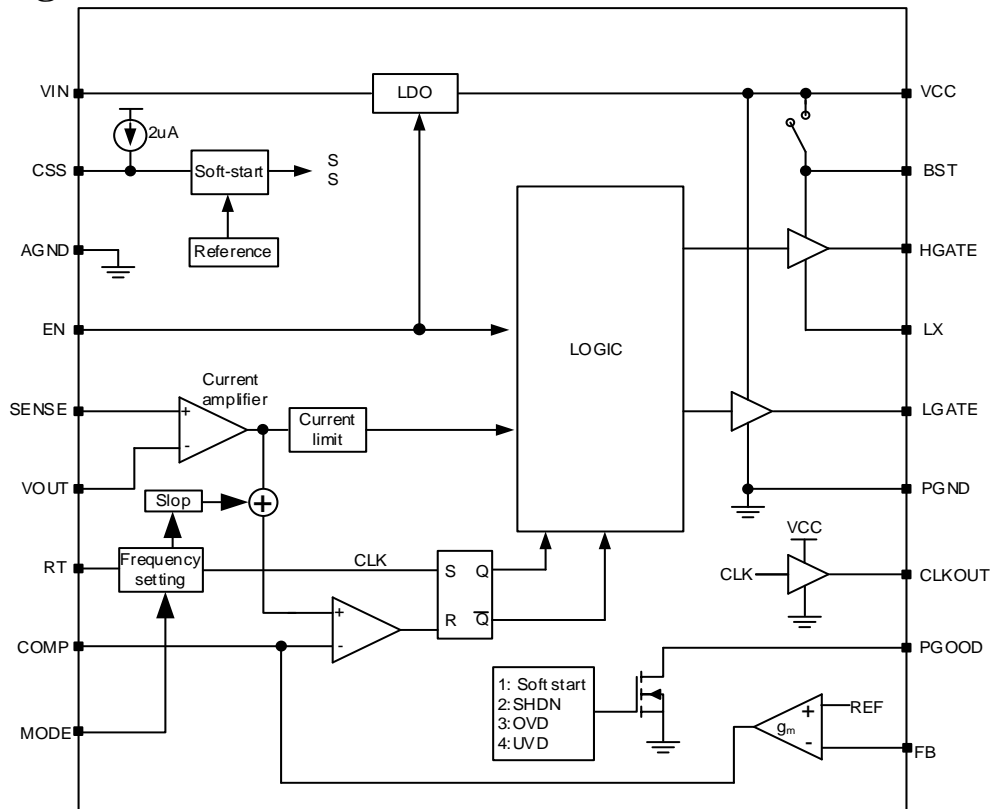 VIN
LDO
VCC
2uA
CSS
Soft-start
S
S
BST
AGND
Reference
HGATE
EN
LX
LOGIC
Current
amplifier
SENSE
+
-
Current
limit
LGATE
VOUT
Slop
+
PGND
VCC
RT
Frequency
setting
CLK
S Q
R Q
CLK
CLKOUT
+
-
COMP
PGOOD
1: Soft start
2: SHDN
3: OVD
4: UVD
MODE
gm
+
-
REF
FB